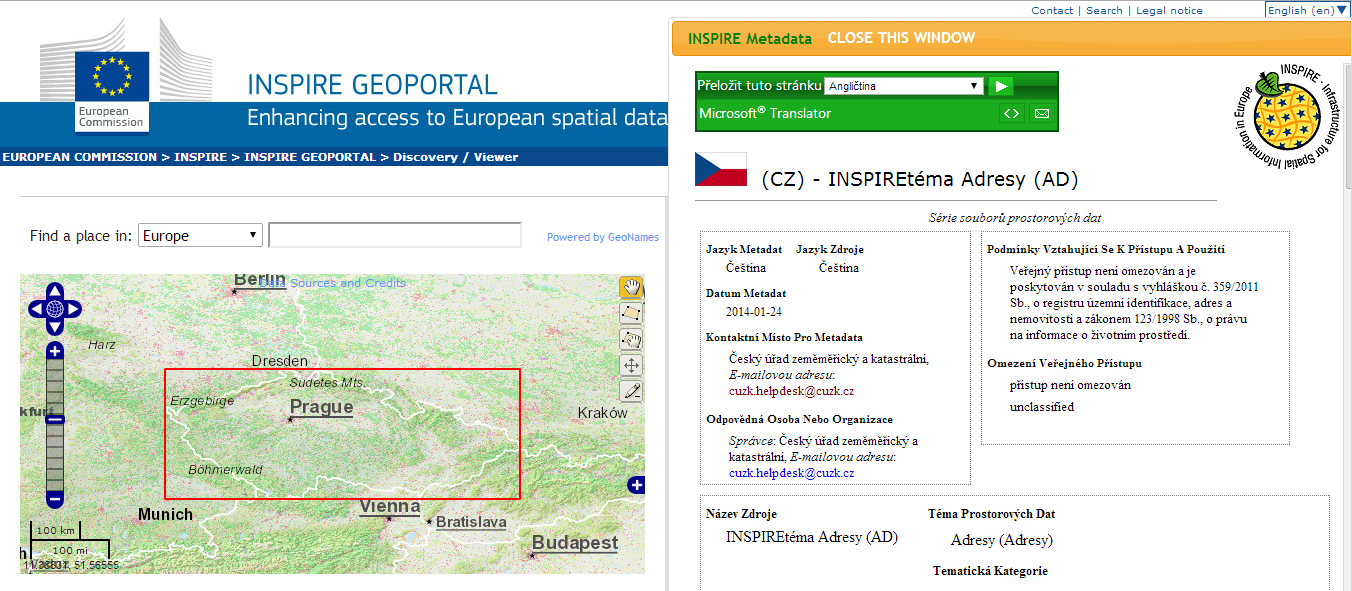 Contact | Search | Legal notice
English (en)
European
Commission
INSPIRE GEOPORTAL
Enhancing access to European spatial data
EUROPEAN COMMISSION > INSPIRE > INSPIRE GEOPORTAL > Discovery / Viewer
Find a place in: Europe
Powered by GeoNames
Berlin
Data Sources and Credits
Harz
Dresden
Sudetes Mts.
Erzgebirge
Prague
kfurt
Kraków
Böhmerwald
Munich
Vienna
Bratislava
Budapest
100 km
100 mi
51.56555
INSPIRE Metadata CLOSE THIS WINDOW
Přeložit tuto stránku Angličtina
Microsoft® Translator
INSPIRE · Infrastructure for Spatial Information in Europe
(CZ) - INSPIREtéma Adresy (AD)
Série souborů prostorových dat
Jazyk Metadat Jazyk Zdroje
Čeština Čeština
Datum Metadat
2014-01-24
Kontaktní Místo Pro Metadata
Český úřad zeměměřický a katastrální,
E-mailovou adresu:
cuzk.helpdesk@cuzk.cz
Odpovědná Osoba Nebo Organizace
Správce: Český úřad zeměměřický a
katastrální, E-mailovou adresu:
cuzk.helpdesk@cuzk.cz
Podmínky Vztahující Se K Přístupu A Použití
Veřejný přístup není omezován a je
poskytován v souladu s vyhláškou č. 359/2011
Sb., o registru územní identifikace, adres a
nemovitostí a zákonem 123/1998 Sb., o právu
na informace o životním prostředí.
Omezení Veřejného Přístupu
přístup není omezován
unclassified
Název Zdroje
INSPIREtéma Adresy (AD)
Téma Prostorových Dat
Adresy (Adresy)
Tematická Kategorie